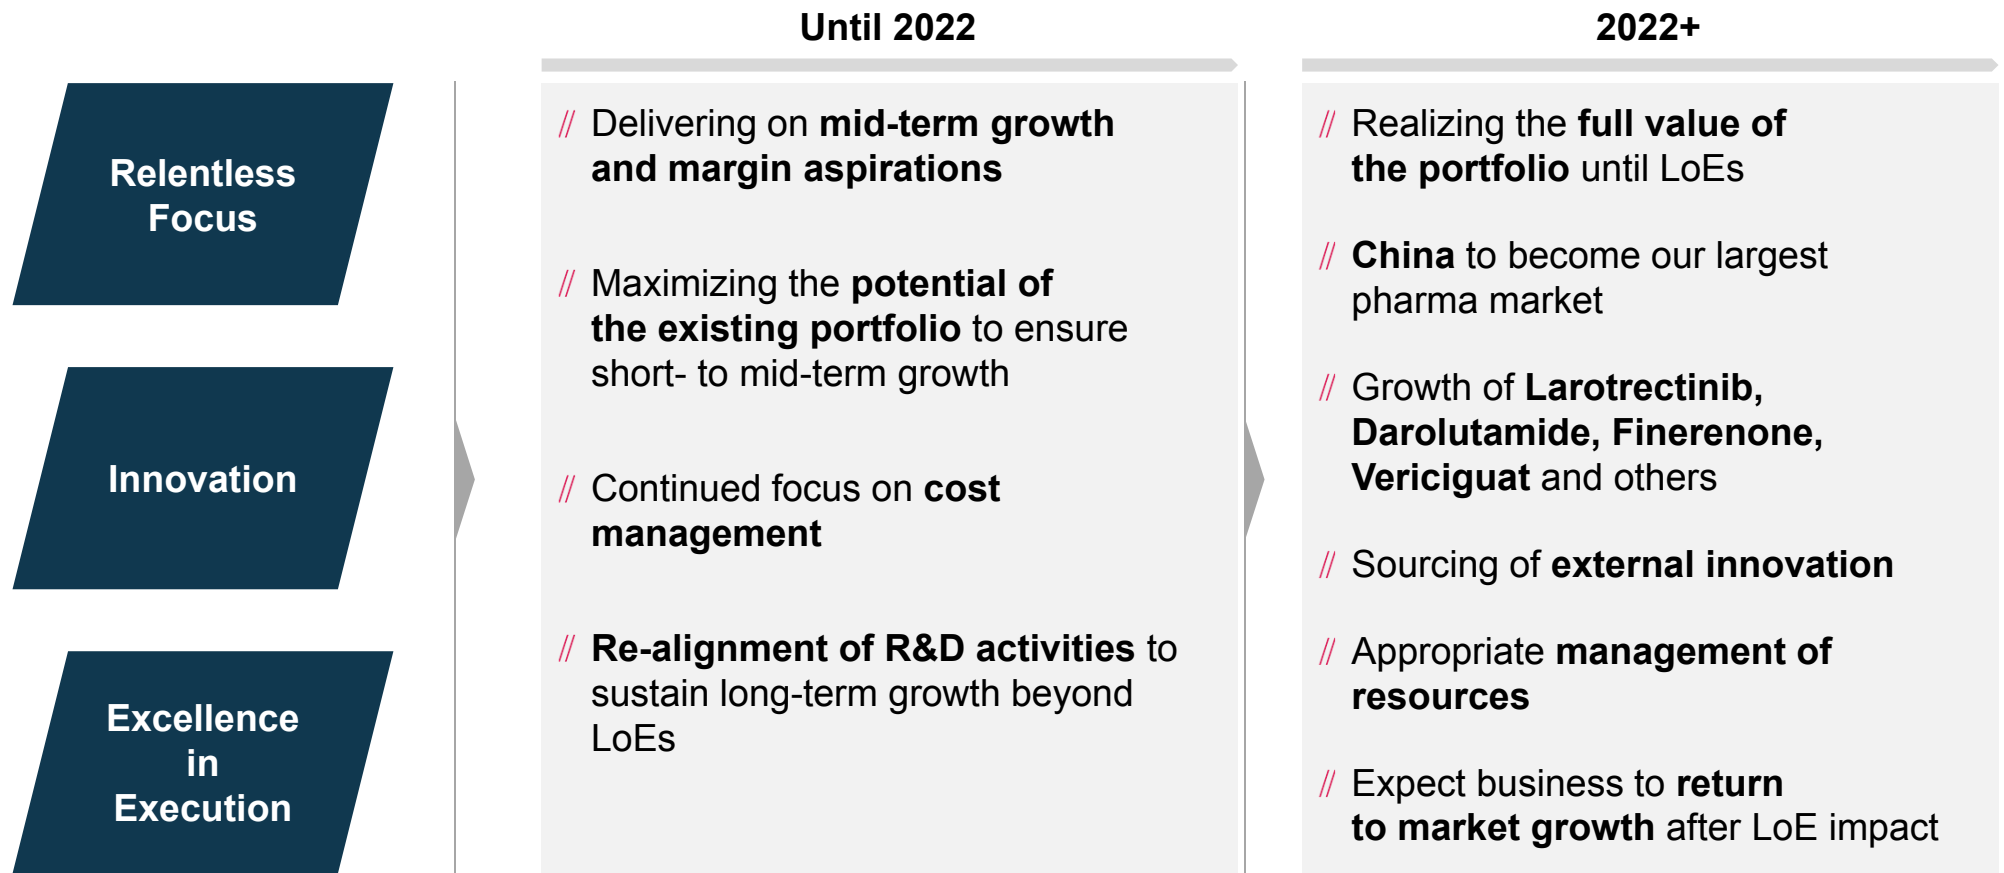 Until 2022
2022+
Relentless
Focus
Innovation
Excellence
in
Execution
// Delivering on mid-term growth
and margin aspirations
// Maximizing the potential of
the existing portfolio to ensure
short- to mid-term growth
// Continued focus on cost
management
// Re-alignment of R&D activities to
sustain long-term growth beyond
LoEs
// Realizing the full value of
the portfolio until LoEs
// China to become our largest
pharma market
// Growth of Larotrectinib,
Darolutamide, Finerenone,
Vericiguat and others
// Sourcing of external innovation
// Appropriate management of
resources
// Expect business to return
to market growth after LoE impact